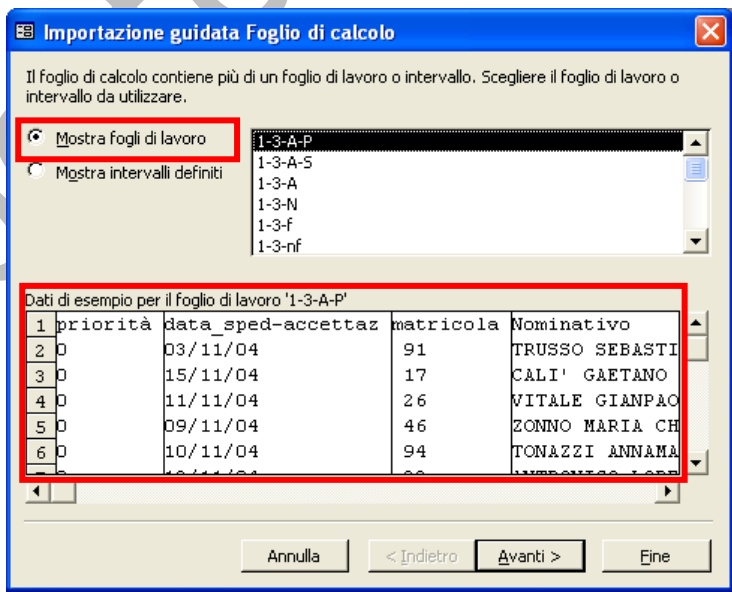 Importazione guidata Foglio di calcolo
Il foglio di calcolo contiene più di un foglio di lavoro o intervallo. Scegliere il foglio di lavoro o
intervallo da utilizzare.
Mostra fogli di lavoro
Mostra intervalli definiti
1-3-A-P
1-3-A-S
1-3-A
1-3-N
1-3-f
1-3-nf
Dati di esempio per il foglio di lavoro '1-3-A-P'
1 priorità data_sped-accettaz matricola Nominativo
2 0 03/11/04 91 TRUSSO SEBASTI
3 0 15/11/04 17 CALI' GAETANO
4 0 11/11/04 26 VITALE GIANPAO
5 0 09/11/04 46 ZONNO MARIA CH
6 0 10/11/04 94 TONAZZI ANNAMA
Annulla < Indietro Avanti > Fine